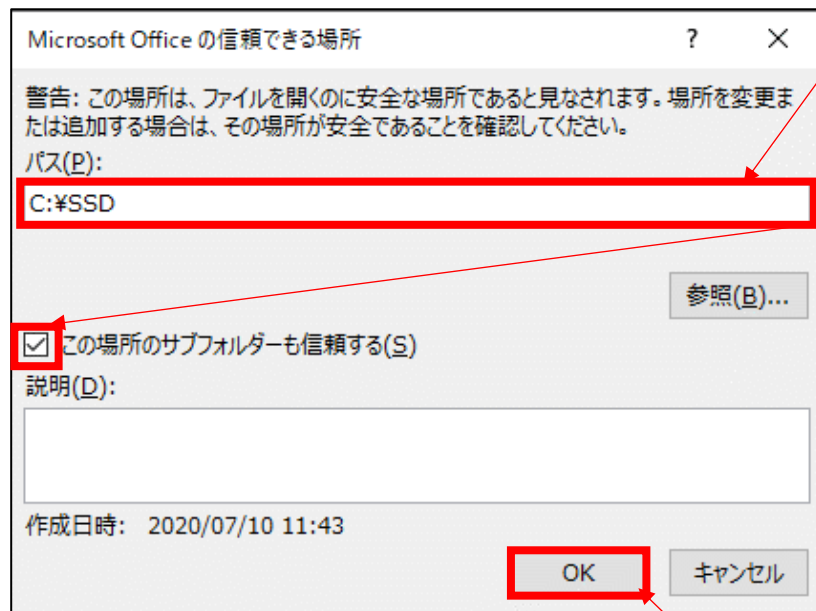 Microsoft Office の信頼できる場所 ?
警告: この場所は、ファイルを開くのに安全な場所であると見なされます。場所を変更ま
たは追加する場合は、その場所が安全であることを確認してください。
パス(P):
C:¥SSD
参照(B)...
この場所のサブフォルダーも信頼する(S)
説明(D):
作成日時: 2020/07/10 11:43
OK キャンセル